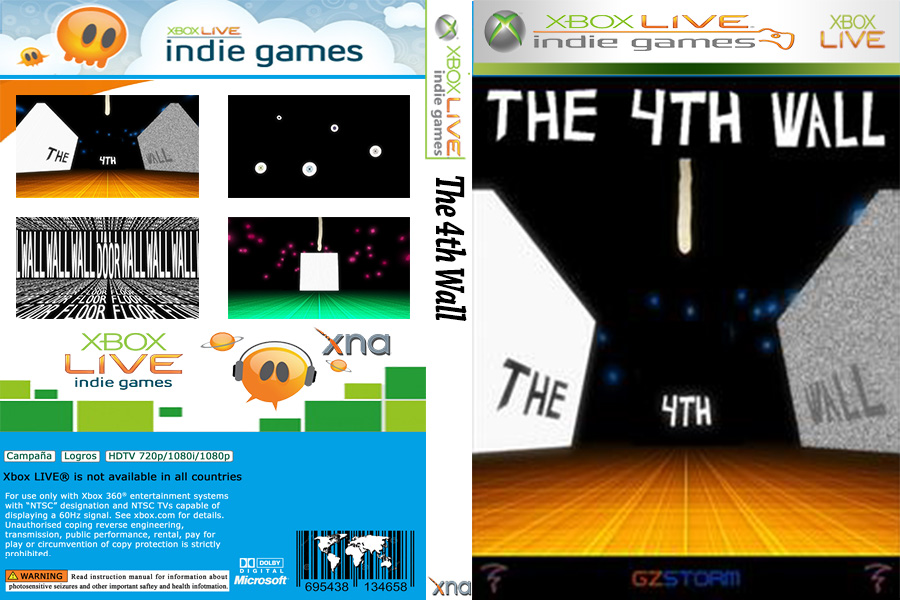 XBOX LIVE
indie games
THE 4TH WALL
WALL WALL WALL DOOR WALL WALL WALL
FLOOR FLOOR FLOOR
XBOX
LIVE
indie games
xna
Campaña Logros HDTV 720p/1080i/1080p
Xbox LIVE® is not available in all countries
For use only with Xbox 360® entertainment systems
with “NTSC” designation and NTSC TVs capable of
displaying a 60Hz signal. See xbox.com for details.
Unauthorised coping reverse engineering,
transmission, public performance, rental, pay for
play or circumvention of copy protection is strictly
prohibited.
WARNING Read instruction manual for information about
photosensitive seizures and other important saftey and health infotmation.
DOLBY
DIGITAL
Microsoft
695438 134658
XBOX LIVE
indie games
The 4th Wall
xna
XBOX LIVE
indie games
XBOX
LIVE
THE 4TH WALL
THE 4TH WALL
GZSTORM